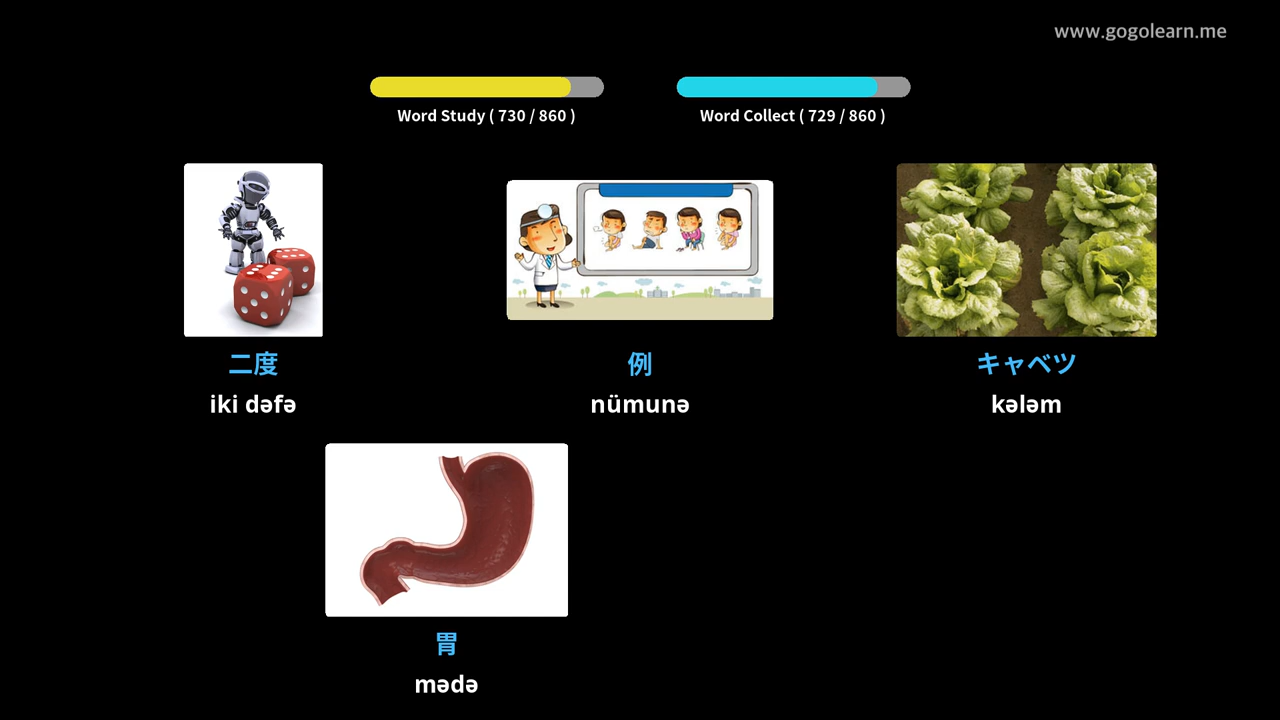 www.gogolearn.me
Word Study ( 730 / 860 )
Word Collect ( 729 / 860 )
二度
iki dəfə
例
nümunə
キャベツ
kələm
胃
mədə